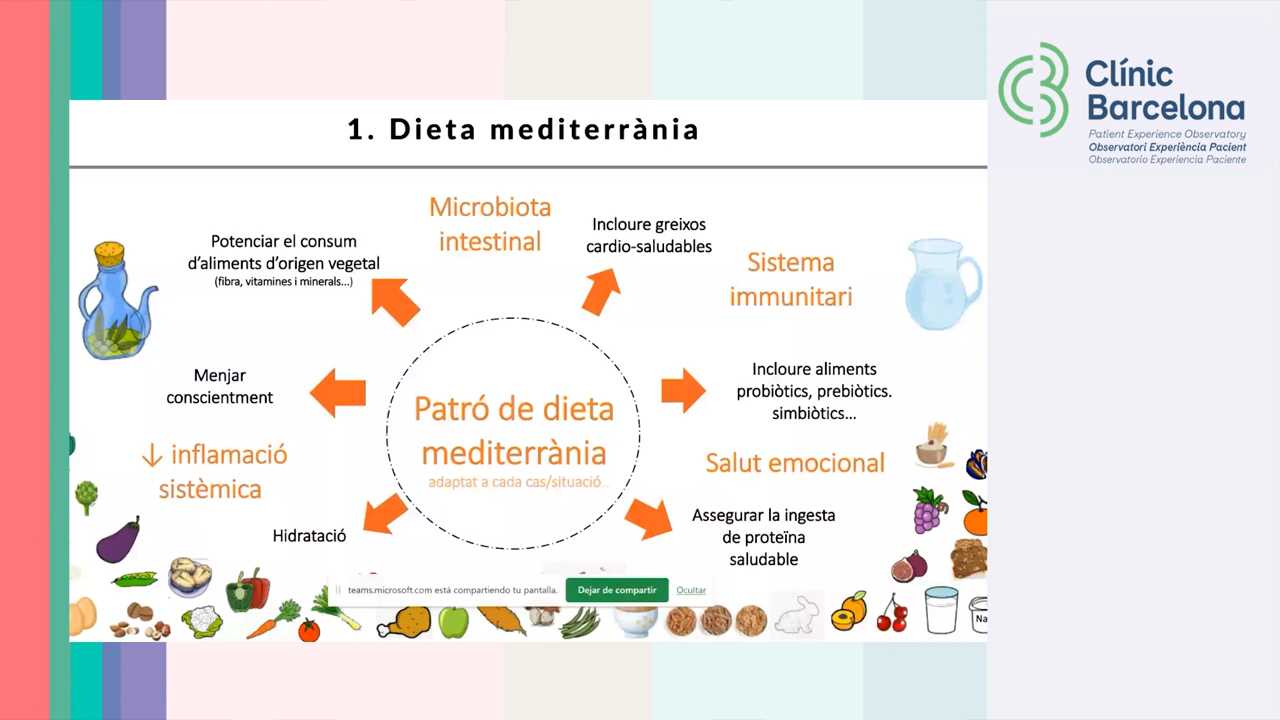 Clínic
Barcelona
Patient Experience Observatory
Observatori Experiència Pacient
Observatorio Experiencia Paciente
1. Dieta mediterrània
Microbiota
intestinal
Potenciar el consum
d'aliments d'origen vegetal
(fibra, vitamines i minerals...)
Incloure greixos
cardio-saludables
Sistema
immunitari
Menjar
conscientment
Incloure aliments
probiòtics, prebiòtics.
simbiòtics...
Patró de dieta
mediterrània
adaptat a cada cas/situació..
↓ inflamació
sistèmica
Salut emocional
Hidratació
Assegurar la ingesta
de proteïna
saludable
teams.microsoft.com está compartiendo tu pantalla.
Dejar de compartir
Ocultar
Na